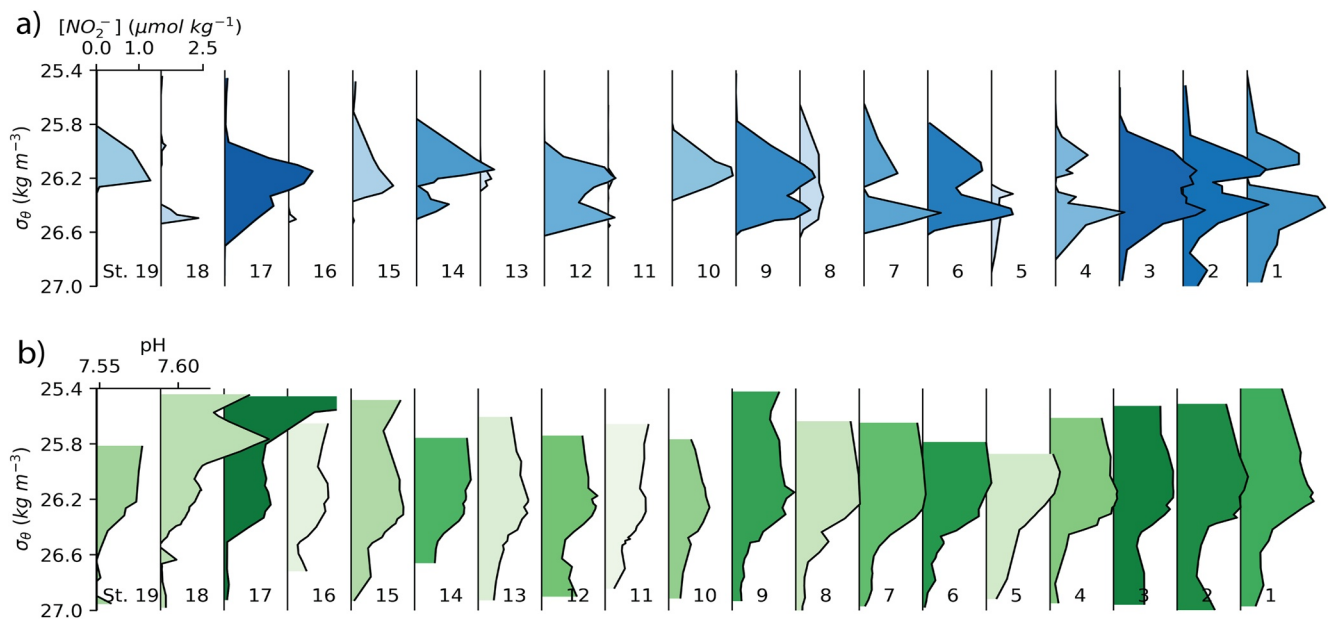 a)
[NO₂⁻] (μmol kg⁻¹)
0.0 1.0 2.5
25.4
25.8
26.2
26.6
27.0
σθ (kg m⁻³)
St. 19 18 17 16 15 14 13 12 11 10 9 8 7 6 5 4 3 2 1
b)
pH
7.55 7.60
25.4
25.8
26.2
26.6
27.0
σθ (kg m⁻³)
St. 19 18 17 16 15 14 13 12 11 10 9 8 7 6 5 4 3 2 1